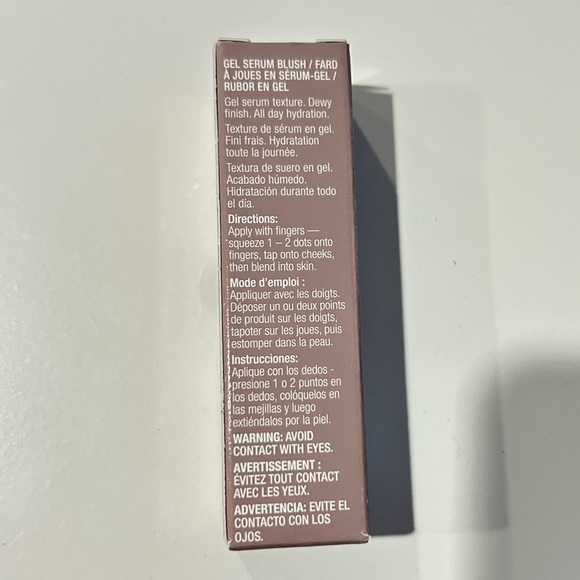 GEL SERUM BLUSH / FARD
À JOUES EN SÉRUM-GEL /
RUBOR EN GEL
Gel serum texture. Dewy
finish. All day hydration.
Texture de sérum en gel.
Fini frais. Hydratation
toute la journée.
Textura de suero en gel.
Acabado húmedo.
Hidratación durante todo
el día.
Directions:
Apply with fingers —
squeeze 1 – 2 dots onto
fingers, tap onto cheeks,
then blend into skin.
Mode d'emploi :
Appliquer avec les doigts.
Déposer un ou deux points
de produit sur les doigts,
tapoter sur les joues, puis
estomper dans la peau.
Instrucciones:
Aplique con los dedos -
presione 1 o 2 puntos en
los dedos, colóquelos en
las mejillas y luego
extiéndalos por la piel.
WARNING: AVOID
CONTACT WITH EYES.
AVERTISSEMENT :
ÉVITEZ TOUT CONTACT
AVEC LES YEUX.
ADVERTENCIA: EVITE EL
CONTACTO CON LOS
OJOS.